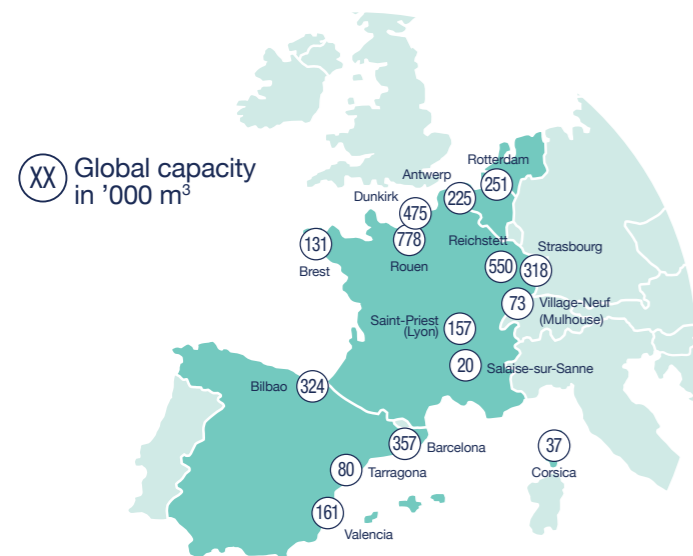 XX
Global capacity
in ’000 m³
Rotterdam
251
Antwerp
225
Dunkirk
475
778
Rouen
131
Brest
Reichstett
550
Strasbourg
318
73
Village-Neuf
(Mulhouse)
Saint-Priest
(Lyon)
157
20
Salaise-sur-Sanne
Bilbao
324
357
Barcelona
80
Tarragona
161
Valencia
37
Corsica